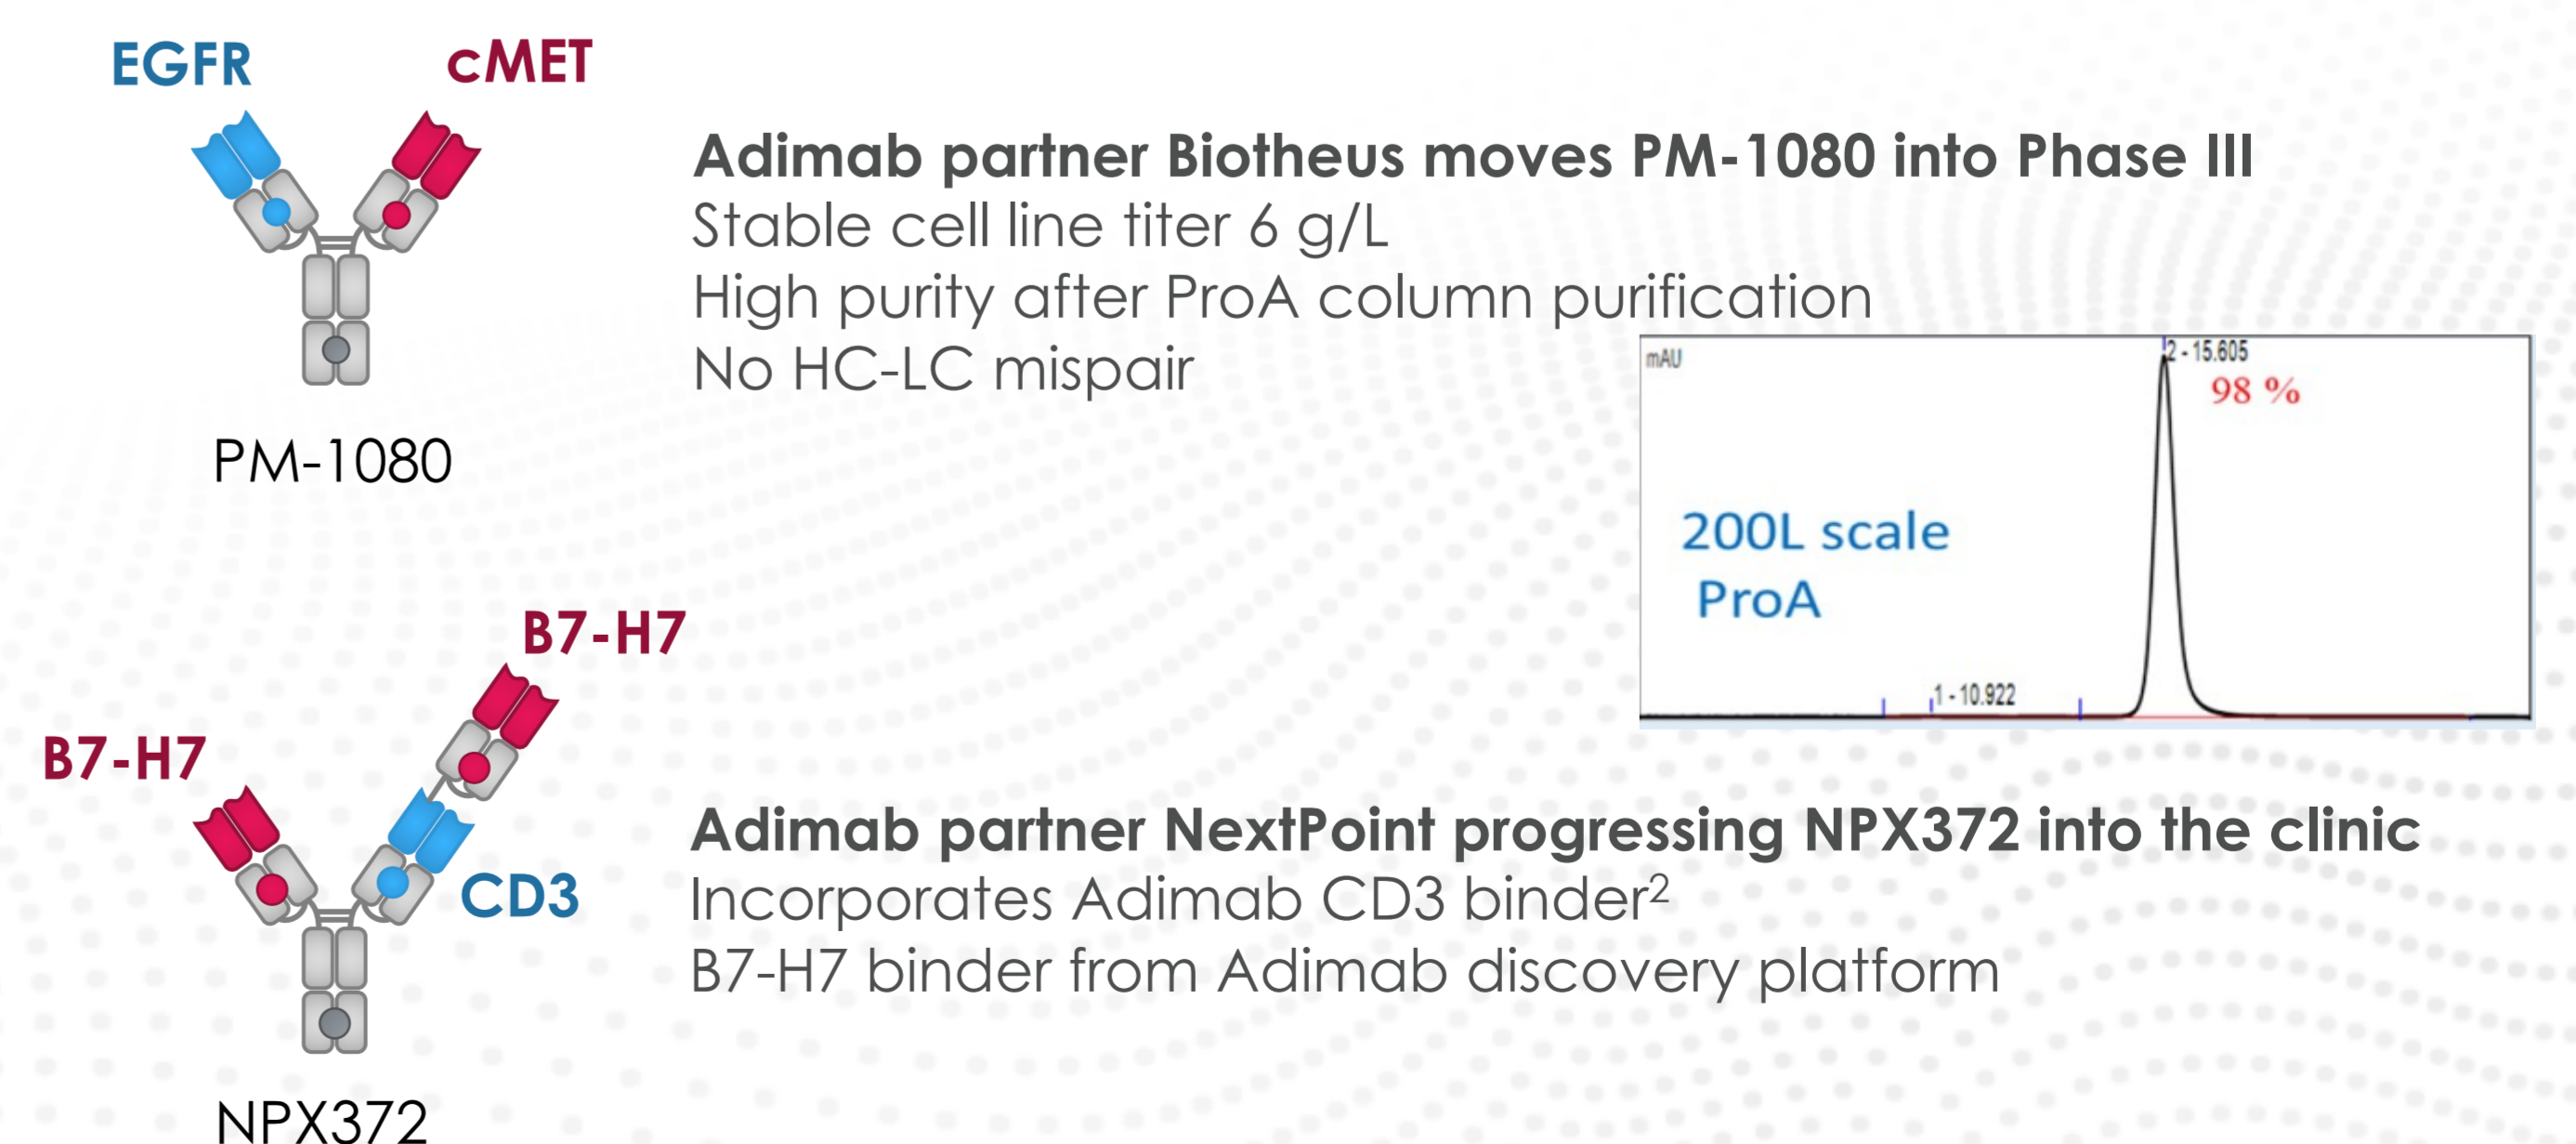 EGFR
cMET
PM-1080
Adimab partner Biotheus moves PM-1080 into Phase III
Stable cell line titer 6 g/L
High purity after ProA column purification
No HC-LC mispair
mAU
2 - 15.605
98 %
200L scale
ProA
1 - 10.922
B7-H7
B7-H7
CD3
NPX372
Adimab partner NextPoint progressing NPX372 into the clinic
Incorporates Adimab CD3 binder²
B7-H7 binder from Adimab discovery platform